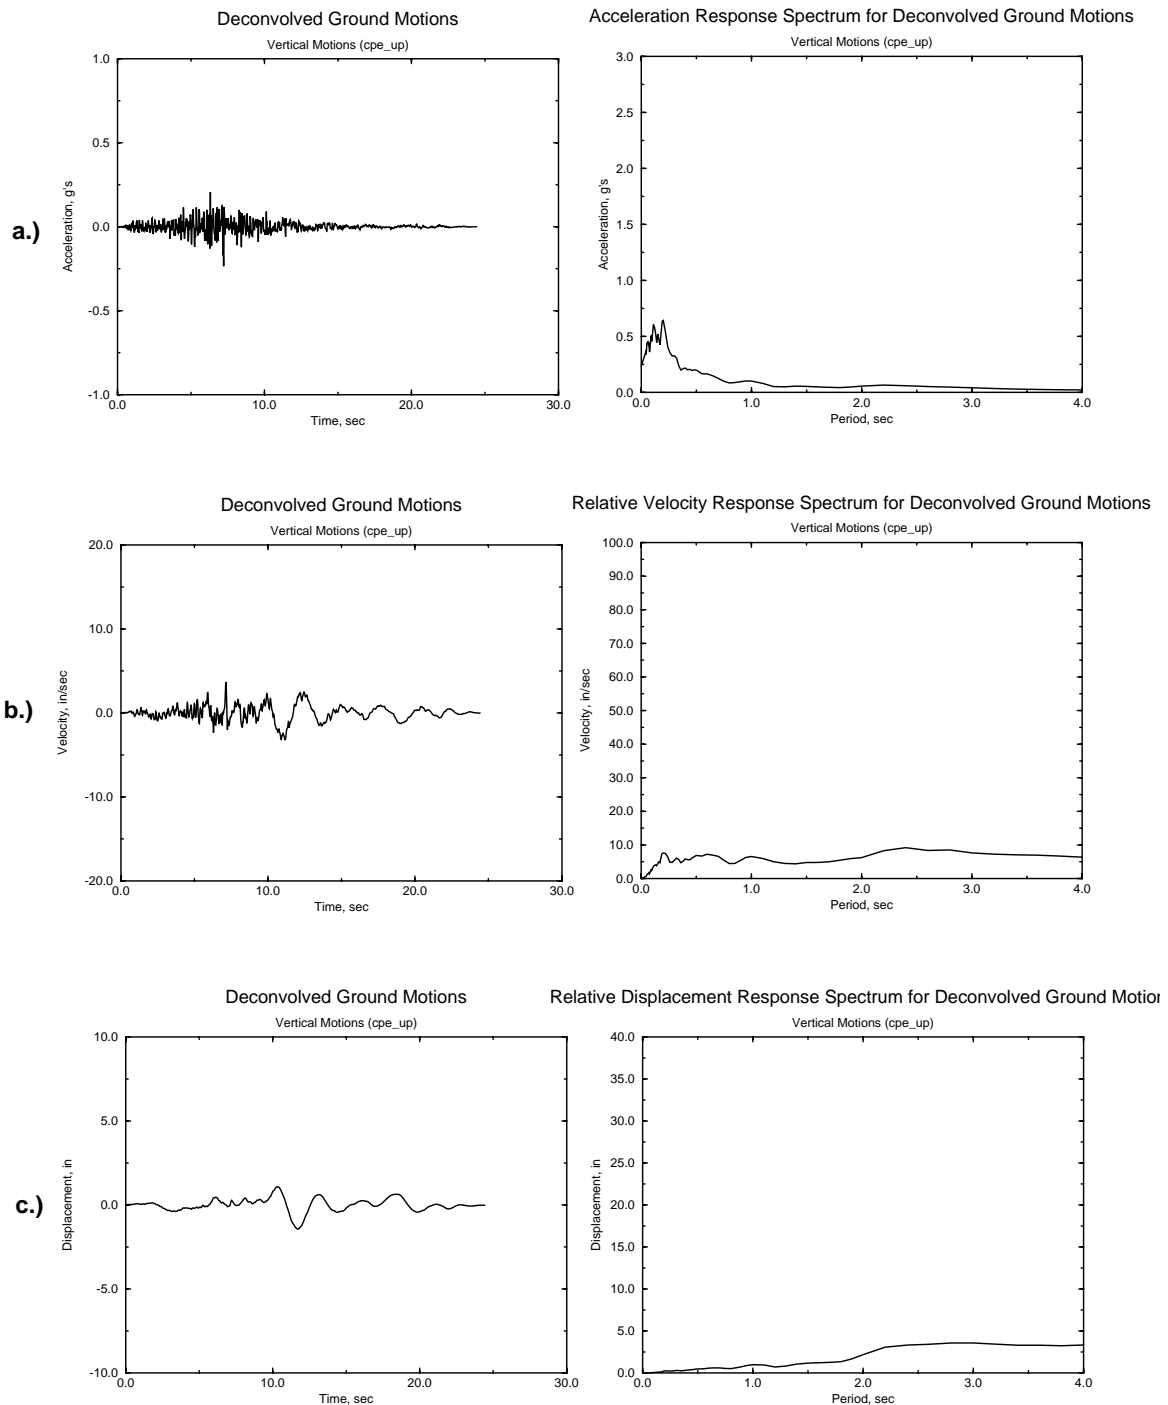 Deconvolved Ground Motions
Vertical Motions (cpe_up)
1.0
0.5
0.0
-0.5
-1.0
Acceleration, g's
0.0 10.0 20.0 30.0
Time, sec
a.)
Acceleration Response Spectrum for Deconvolved Ground Motions
Vertical Motions (cpe_up)
3.0
2.5
2.0
1.5
1.0
0.5
0.0
Acceleration, g's
0.0 1.0 2.0 3.0 4.0
Period, sec
Deconvolved Ground Motions
Vertical Motions (cpe_up)
20.0
10.0
0.0
-10.0
-20.0
Velocity, in/sec
0.0 10.0 20.0 30.0
Time, sec
b.)
Relative Velocity Response Spectrum for Deconvolved Ground Motions
Vertical Motions (cpe_up)
100.0
90.0
80.0
70.0
60.0
50.0
40.0
30.0
20.0
10.0
0.0
Velocity, in/sec
0.0 1.0 2.0 3.0 4.0
Period, sec
Deconvolved Ground Motions
Vertical Motions (cpe_up)
10.0
5.0
0.0
-5.0
-10.0
Displacement, in
0.0 10.0 20.0 30.0
Time, sec
c.)
Relative Displacement Response Spectrum for Deconvolved Ground Motion
Vertical Motions (cpe_up)
40.0
35.0
30.0
25.0
20.0
15.0
10.0
5.0
0.0
Displacement, in
0.0 1.0 2.0 3.0 4.0
Period, sec